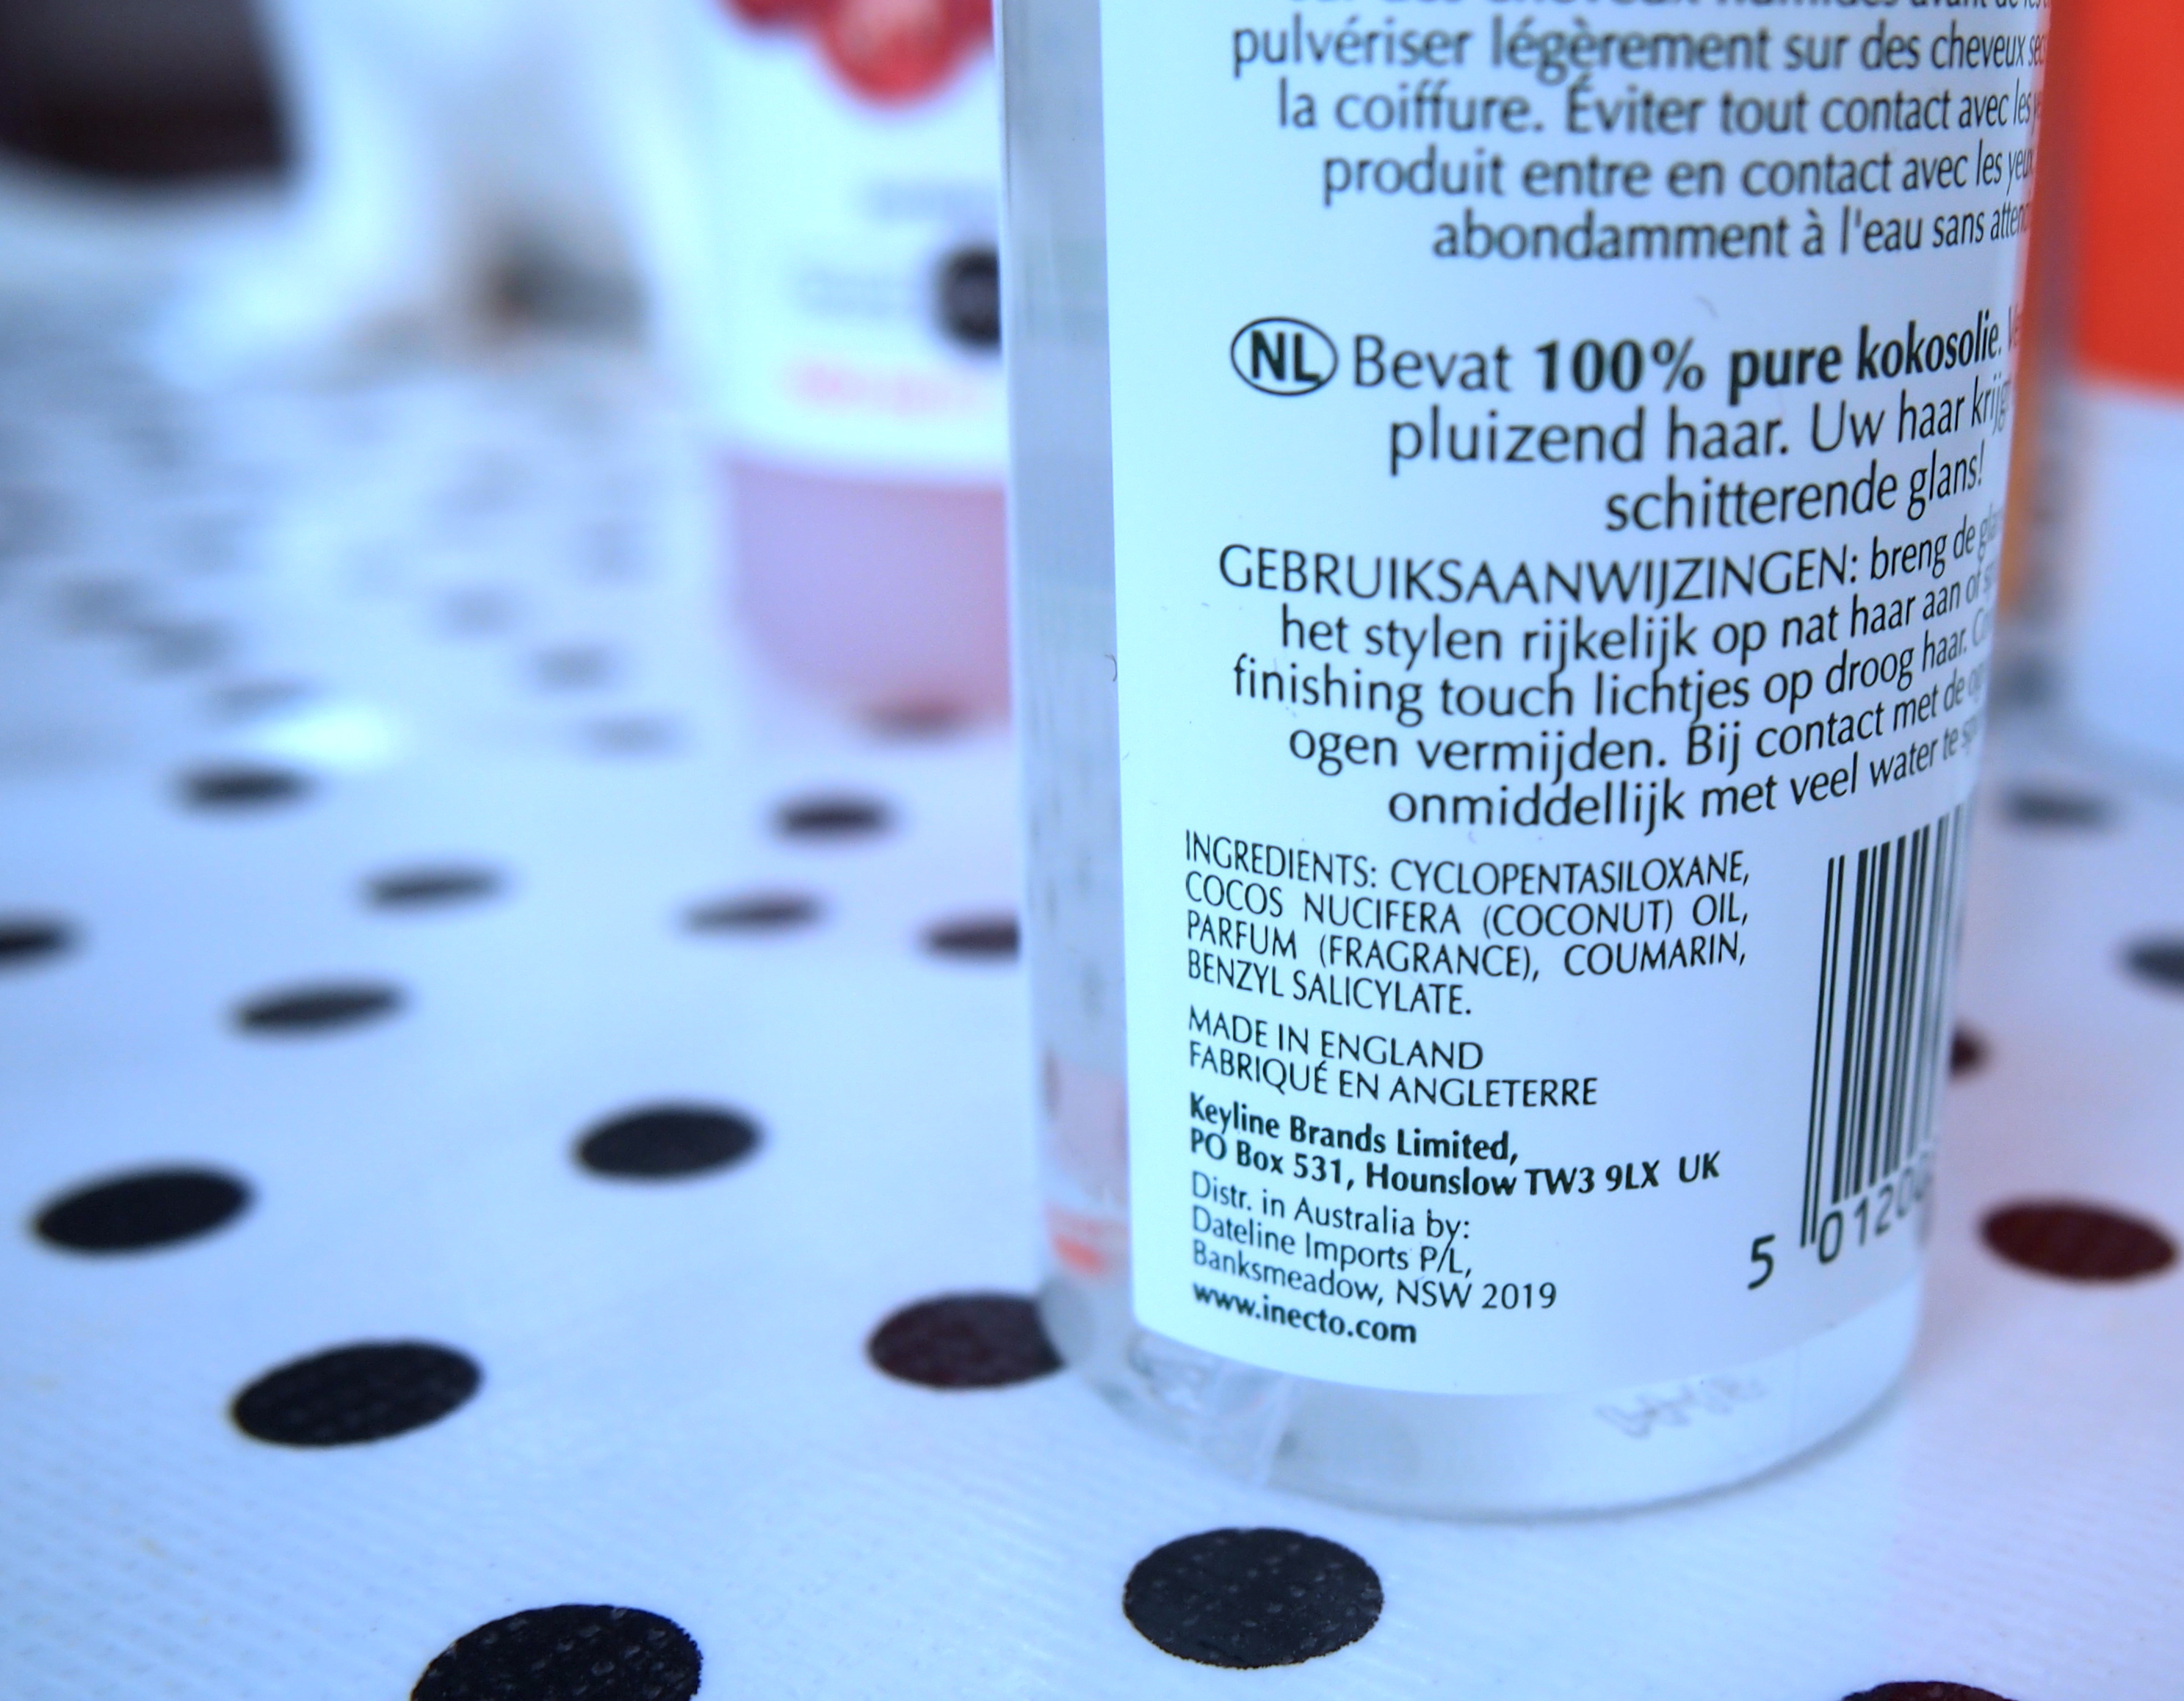 pulvériser légèrement sur des cheveux
la coiffure. Éviter tout contact avec les
produit entre en contact avec les yeux
abondamment à l'eau sans
NL Bevat 100% pure kokosolie.
pluizend haar. Uw haar krijgt
schitterende glans!
GEBRUIKSAANWIJZINGEN: breng de
het stylen rijkelijk op nat haar aan of
finishing touch lichtjes op droog haar.
ogen vermijden. Bij contact met de
onmiddellijk met veel water te
INGREDIENTS: CYCLOPENTASILOXANE,
COCOS NUCIFERA (COCONUT) OIL,
PARFUM (FRAGRANCE), COUMARIN,
BENZYL SALICYLATE.
MADE IN ENGLAND
FABRIQUÉ EN ANGLETERRE
Keyline Brands Limited,
PO Box 531, Hounslow TW3 9LX UK
Distr. in Australia by:
Dateline Imports P/L,
Banksmeadow, NSW 2019
www.inecto.com
5 0120